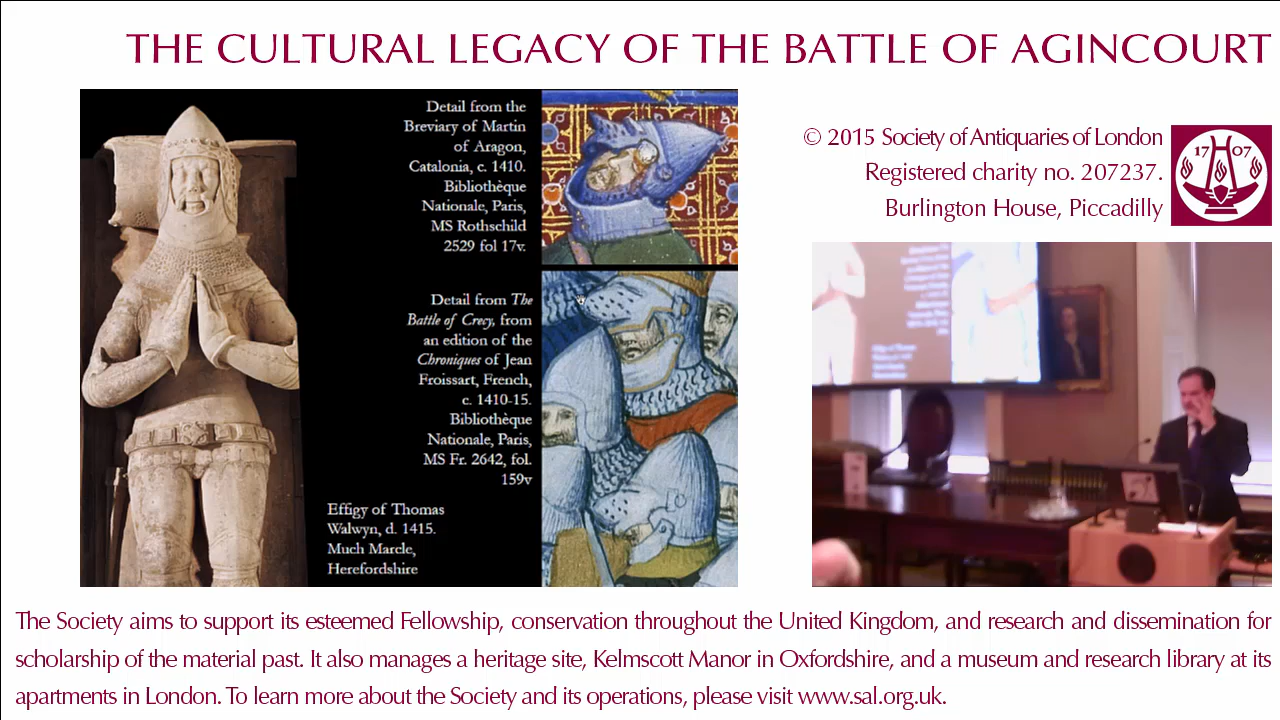 THE CULTURAL LEGACY OF THE BATTLE OF AGINCOURT
Detail from the
Breviary of Martin
of Aragon,
Catalonia, c. 1410.
Bibliothèque
Nationale, Paris,
MS Rothschild
2529 fol 17v.
Detail from The
Battle of Crecy, from
an edition of the
Chroniques of Jean
Froissart, French,
c. 1410-15.
Bibliothèque
Nationale, Paris,
MS Fr. 2642, fol.
159v
Effigy of Thomas
Walwyn, d. 1415.
Much Marcle,
Herefordshire
© 2015 Society of Antiquaries of London
Registered charity no. 207237.
Burlington House, Piccadilly
17 07
The Society aims to support its esteemed Fellowship, conservation throughout the United Kingdom, and research and dissemination for
scholarship of the material past. It also manages a heritage site, Kelmscott Manor in Oxfordshire, and a museum and research library at its
apartments in London. To learn more about the Society and its operations, please visit www.sal.org.uk.